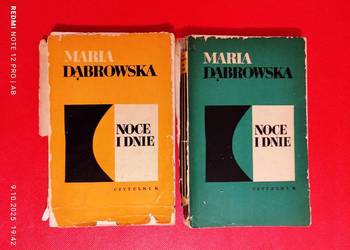 MARIA
DĄBROWSKA
NOCE
I DNIE
CZYTELNIK
MARIA
DĄBROWSKA
NOCE
I DNIE
CZYTELNIK
REDMI NOTE 12 PRO | AB
9.10.2025 19:42